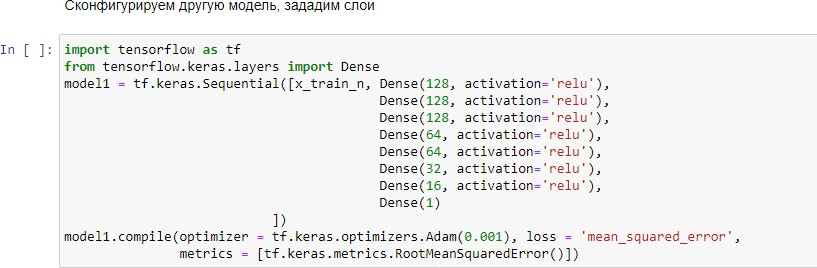 Сконфигурируем другую модель, зададим слои
In [ ]: import tensorflow as tf
from tensorflow.keras.layers import Dense
model1 = tf.keras.Sequential([x_train_n, Dense(128, activation='relu'),
Dense(128, activation='relu'),
Dense(128, activation='relu'),
Dense(64, activation='relu'),
Dense(64, activation='relu'),
Dense(32, activation='relu'),
Dense(16, activation='relu'),
Dense(1)
])
model1.compile(optimizer = tf.keras.optimizers.Adam(0.001), loss = 'mean_squared_error',
metrics = [tf.keras.metrics.RootMeanSquaredError()])